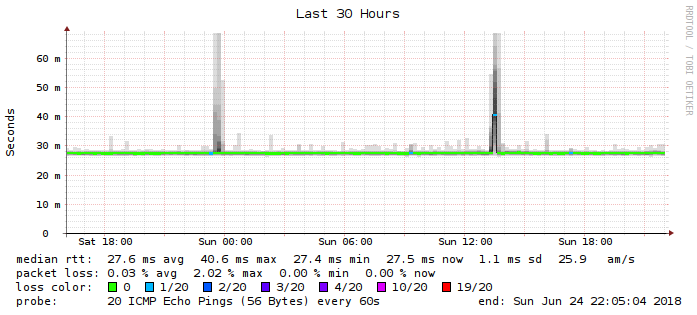 Last 30 Hours
RRDTOOL / TOBI OETIKER
Seconds
60 m
50 m
40 m
30 m
20 m
10 m
0
Sat 18:00 Sun 00:00 Sun 06:00 Sun 12:00 Sun 18:00
median rtt: 27.6 ms avg 40.6 ms max 27.4 ms min 27.5 ms now 1.1 ms sd 25.9 am/s
packet loss: 0.03 % avg 2.02 % max 0.00 % min 0.00 % now
loss color: 0 1/20 2/20 3/20 4/20 10/20 19/20
probe: 20 ICMP Echo Pings (56 Bytes) every 60s end: Sun Jun 24 22:05:04 2018